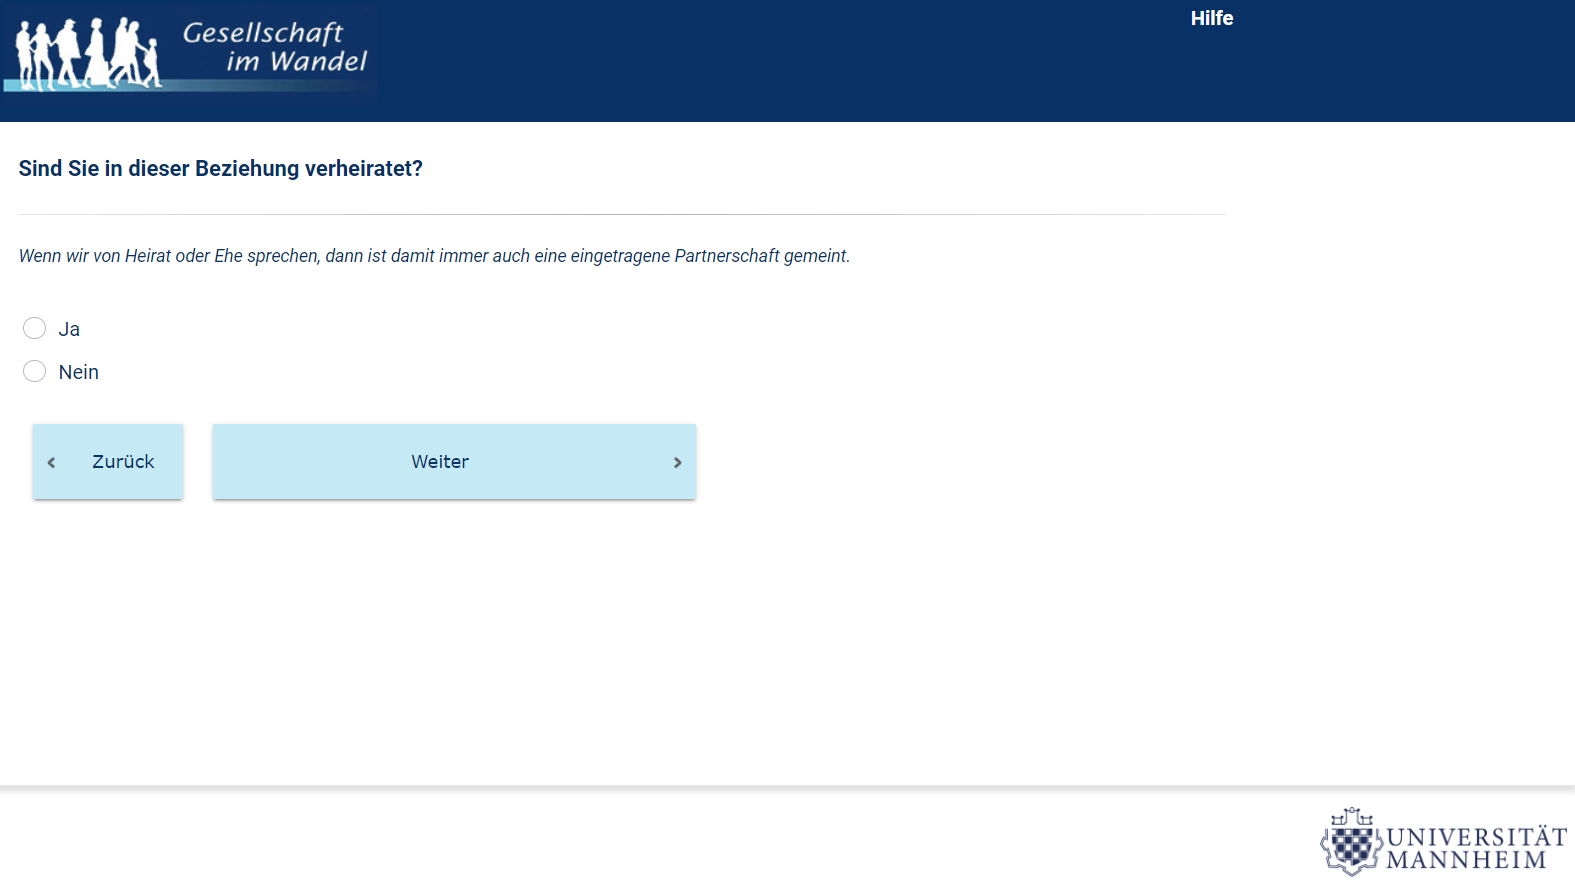 Gesellschaft
im Wandel
Hilfe
Sind Sie in dieser Beziehung verheiratet?
Wenn wir von Heirat oder Ehe sprechen, dann ist damit immer auch eine eingetragene Partnerschaft gemeint.
Ja
Nein
Zurück
Weiter
UNIVERSITÄT
MANNHEIM